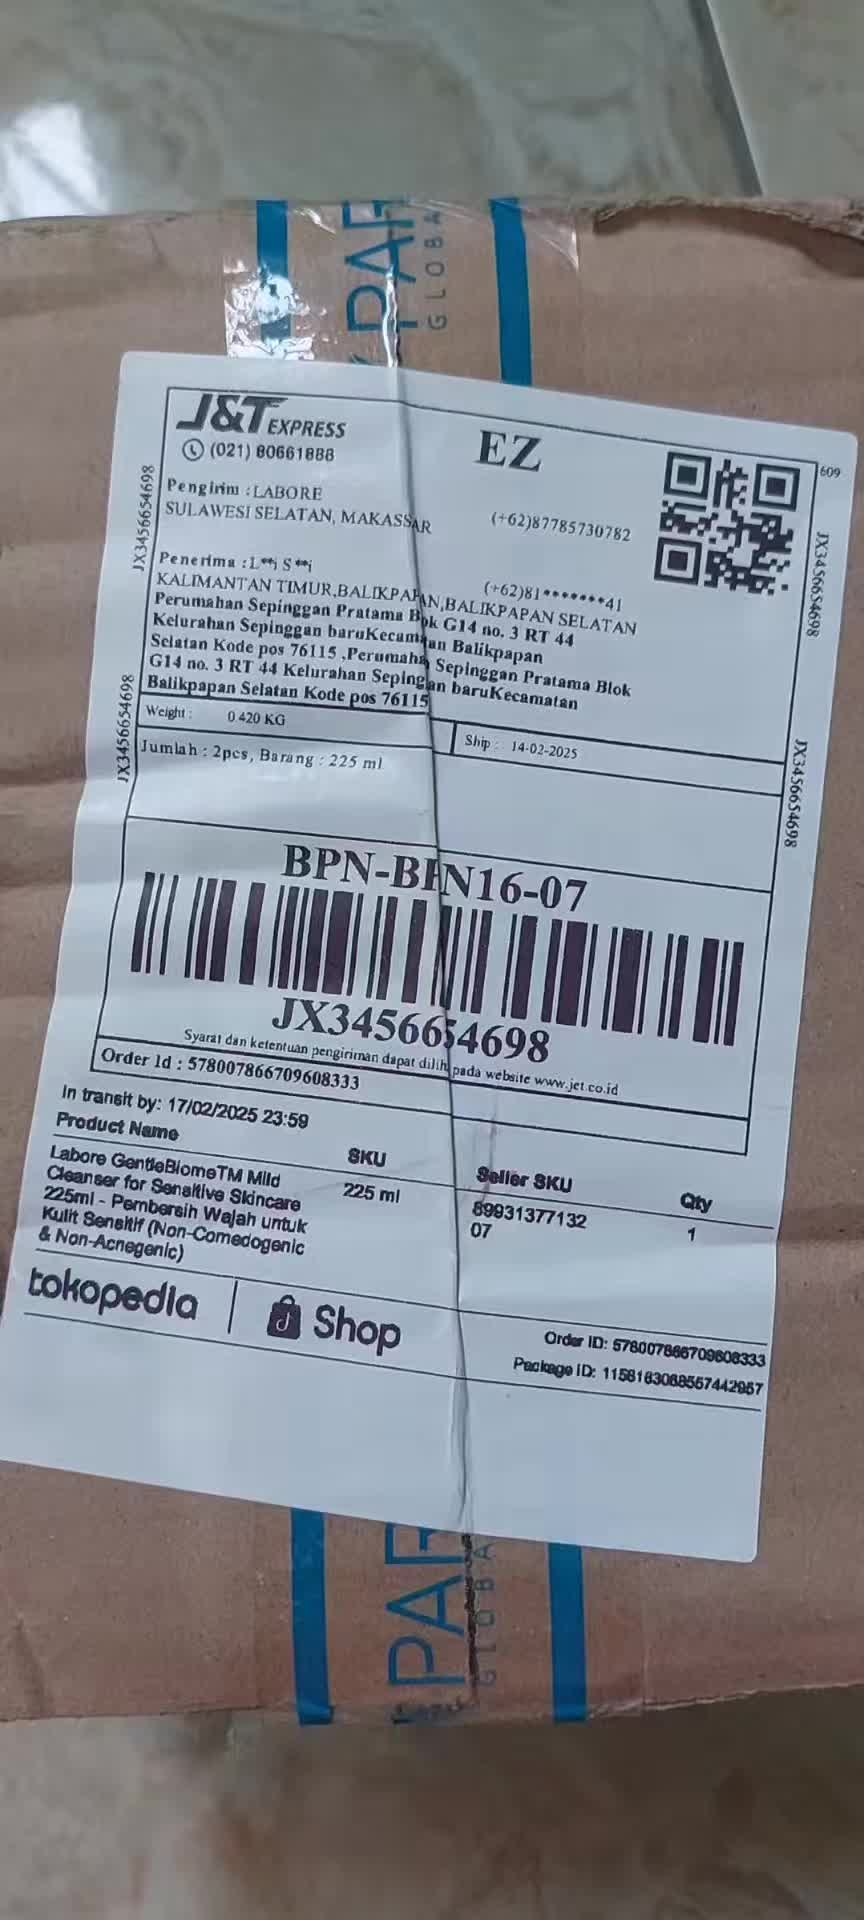 PAR
GLOBA
J&T EXPRESS
(021) 80661888
EZ
609
Pengirim : LABORE
SULAWESI SELATAN, MAKASSAR
(+62)87785730782
Penerima : L**i S**i
(+62)81*******41
KALIMANTAN TIMUR,BALIKPAPAN,BALIKPAPAN SELATAN
Perumahan Sepinggan Pratama Blok G14 no. 3 RT 44
Kelurahan Sepinggan baruKecamatan Balikpapan
Selatan Kode pos 76115 ,Perumahan Sepinggan Pratama Blok
G14 no. 3 RT 44 Kelurahan Sepinggan baruKecamatan
Balikpapan Selatan Kode pos 76115
JX3456654698
JX3456654698
JX3456654698
JX3456654698
Weight : 0.420 KG
Ship : 14-02-2025
Jumlah : 2pcs, Barang : 225 ml
BPN-BPN16-07
JX3456654698
Syarat dan ketentuan pengiriman dapat dilihat pada website www.jet.co.id
Order Id : 578007866709608333
In transit by: 17/02/2025 23:59
Product Name SKU Seller SKU Qty
Labore GentleBiomeTM Mild
Cleanser for Sensitive Skincare
225ml - Pembersih Wajah untuk
Kulit Sensitif (Non-Comedogenic
& Non-Acnegenic)
225 ml
89931377132
07
1
tokopedia | Shop
Order ID: 578007866709608333
Package ID: 1158163068557442957
PAR
GLOBA